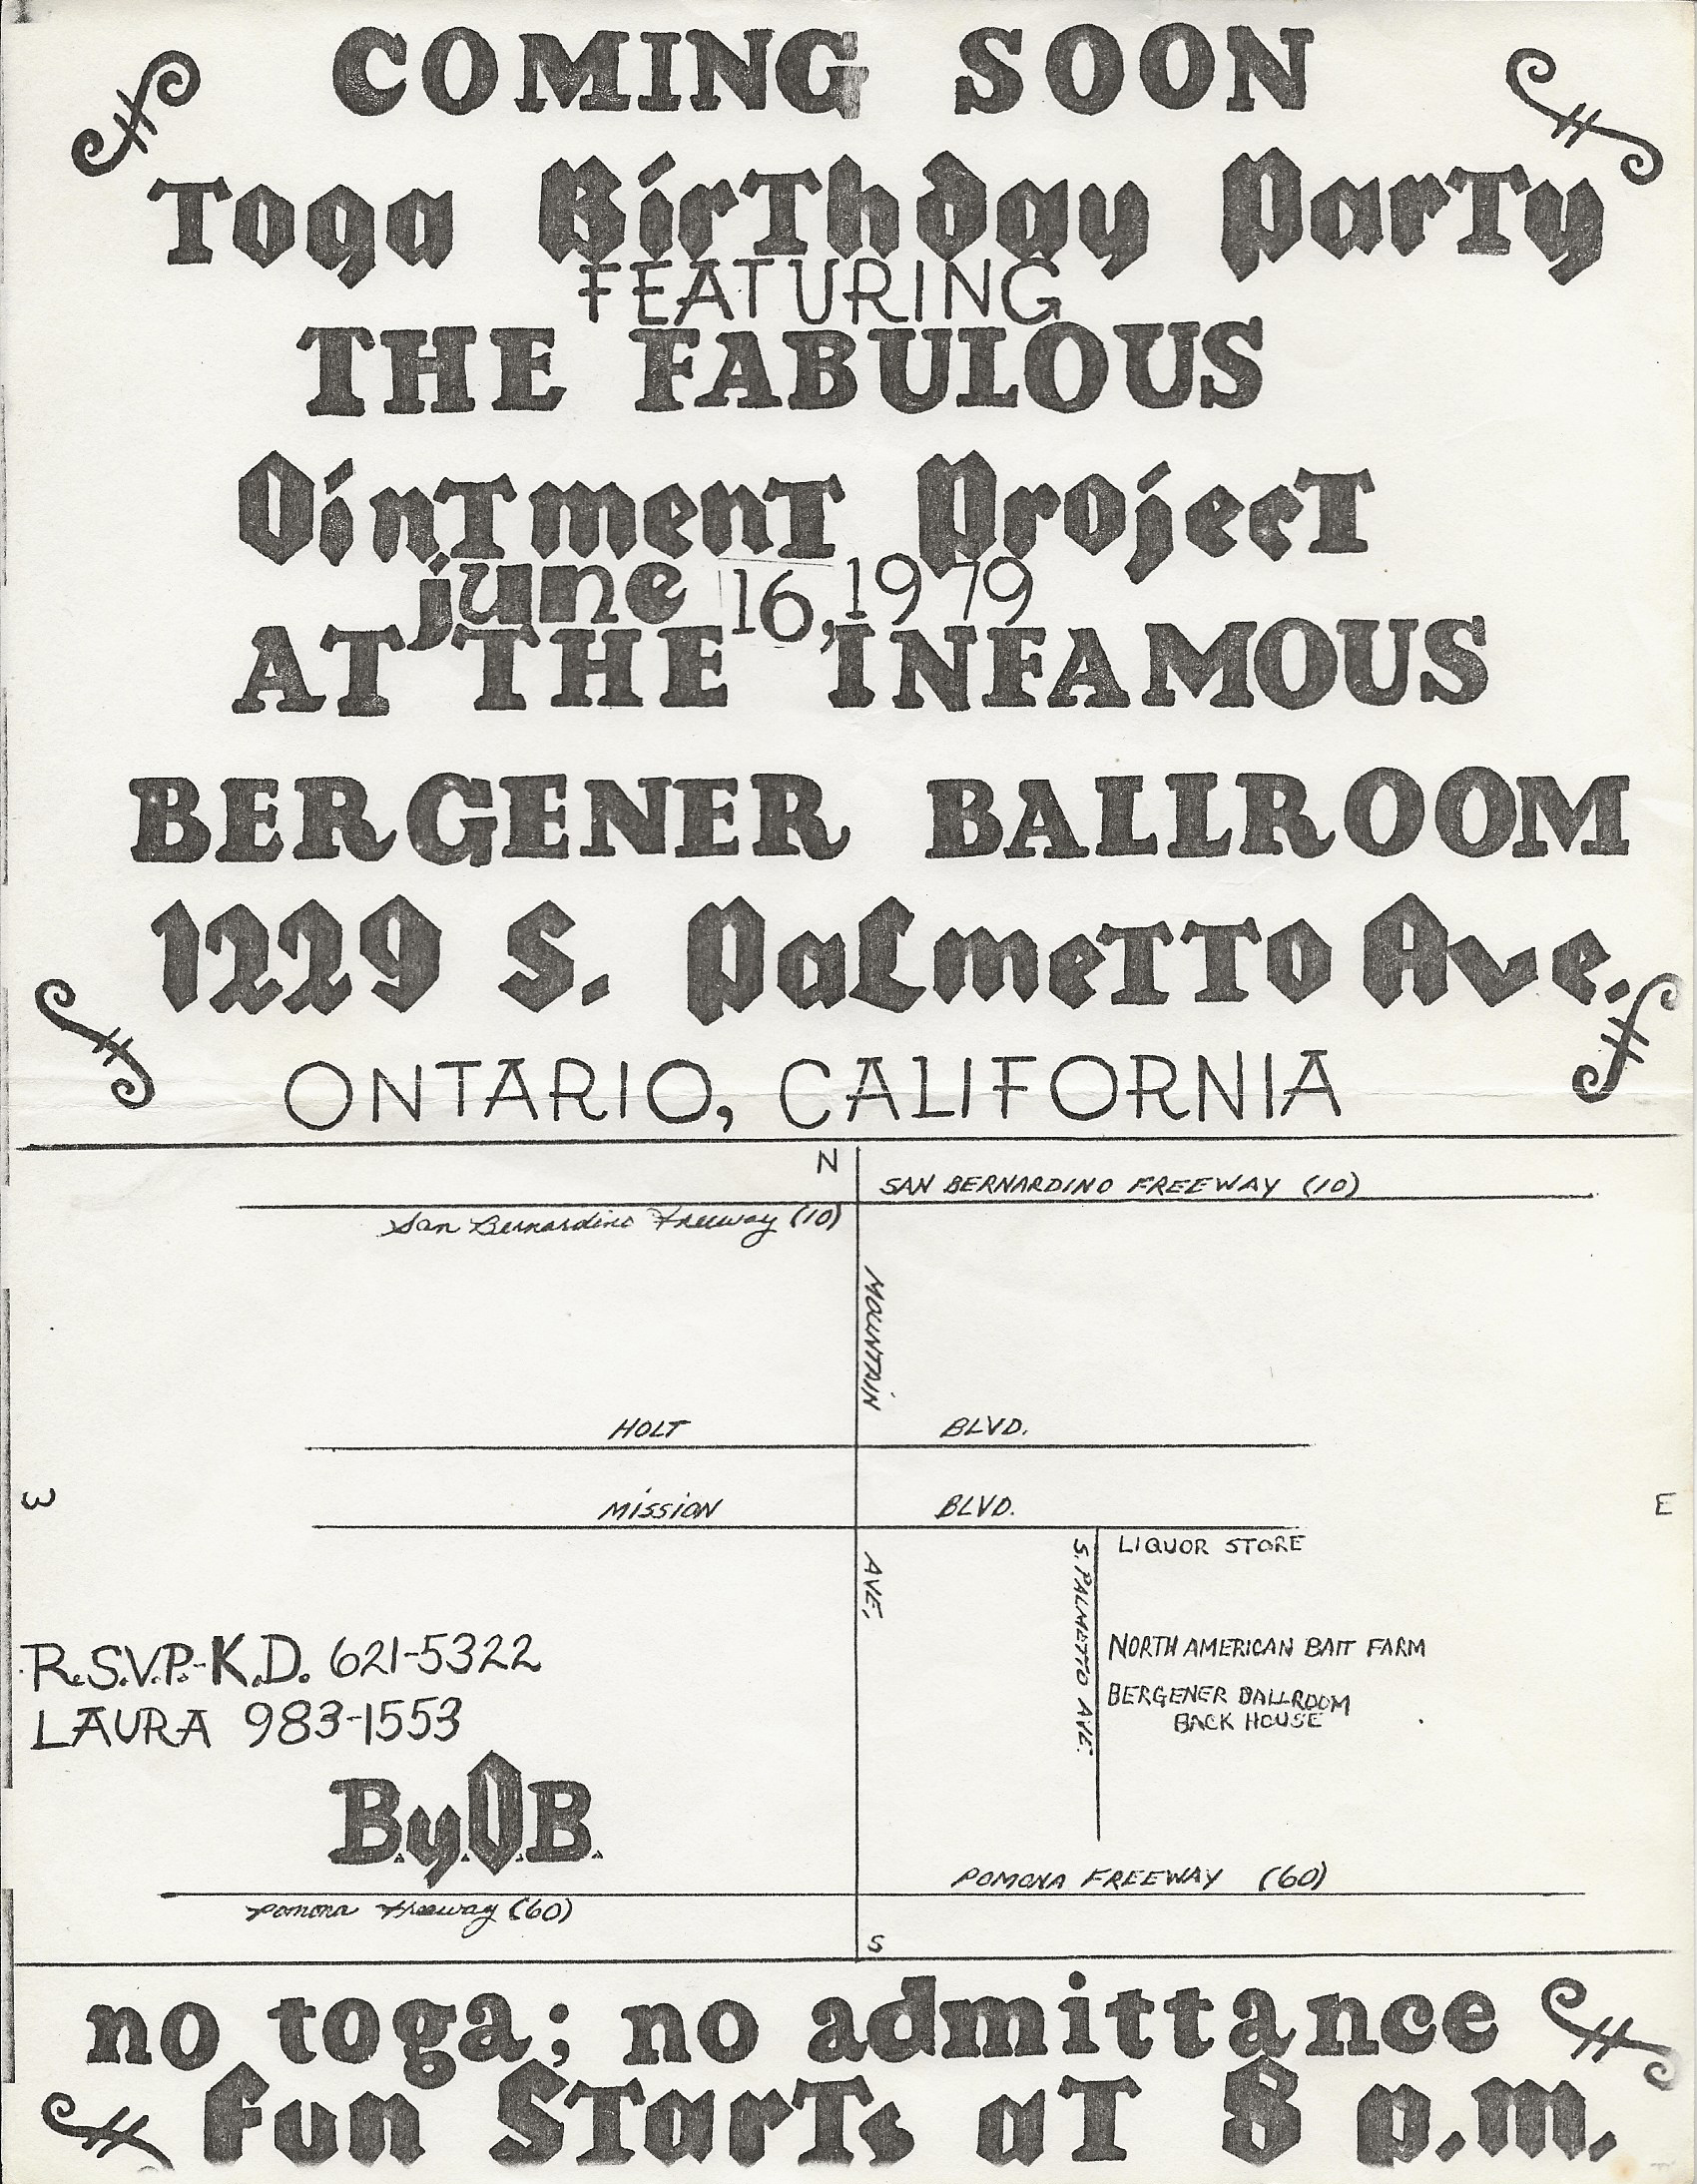 COMING SOON
Toga Birthday Party
FEATURING
THE FABULOUS
Ointment Project
june 16, 1979
AT THE INFAMOUS
BERGENER BALLROOM
1229 S. Palmetto Ave.
ONTARIO, CALIFORNIA
N
SAN BERNARDINO FREEWAY (10)
San Bernardino Freeway (10)
MOUNTAIN
HOLT BLVD.
W
E
MISSION BLVD.
AVE.
S. PALMETTO AVE.
LIQUOR STORE
NORTH AMERICAN BAIT FARM
BERGENER BALLROOM
BACK HOUSE
R.S.V.P.-K.D. 621-5322
LAURA 983-1553
B.y.O.B.
POMONA FREEWAY (60)
Pomona Freeway (60)
S
no toga; no admittance
fun starts at 8 p.m.